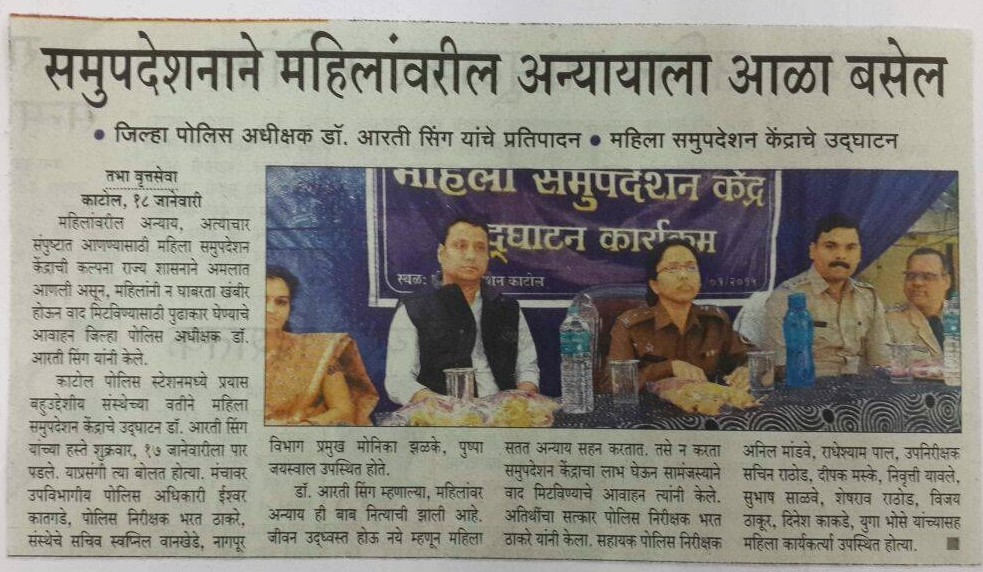 समुपदेशनाने महिलांवरील अन्यायाला आळा बसेल
● जिल्हा पोलिस अधीक्षक डॉ. आरती सिंग यांचे प्रतिपादन ● महिला समुपदेशन केंद्राचे उद्‌घाटन
तभा वृत्तसेवा
काटोल, १८ जानेवारी
महिलांवरील अन्याय, अत्याचार
संपुष्टात आणण्यासाठी महिला समुपदेशन
केंद्राची कल्पना राज्य शासनाने अमलात
आणली असून, महिलांनी न घाबरता खंबीर
होऊन वाद मिटविण्यासाठी पुढाकार घेण्याचे
आवाहन जिल्हा पोलिस अधीक्षक डॉ.
आरती सिंग यांनी केले.
काटोल पोलिस स्टेशनमध्ये प्रयास
बहुउद्देशीय संस्थेच्या वतीने महिला
समुपदेशन केंद्राचे उद्‌घाटन डॉ. आरती सिंग
यांच्या हस्ते शुक्रवार, १७ जानेवारीला पार
पडले. याप्रसंगी त्या बोलत होत्या. मंचावर
उपविभागीय पोलिस अधिकारी ईश्वर
कातगडे, पोलिस निरीक्षक भरत ठाकरे,
संस्थेचे सचिव स्वप्निल वानखेडे, नागपूर
महिला समुपदेशन केंद्र
द्‌घाटन कार्यक्रम
स्थळ: शन काटोल
विभाग प्रमुख मोनिका झळके, पुष्पा
जयस्वाल उपस्थित होते.
डॉ. आरती सिंग म्हणाल्या, महिलांवर
अन्याय ही बाब नित्याची झाली आहे.
जीवन उद्ध्वस्त होऊ नये म्हणून महिला
सतत अन्याय सहन करतात. तसे न करता
समुपदेशन केंद्राचा लाभ घेऊन सामंजस्याने
वाद मिटविण्याचे आवाहन त्यांनी केले.
अतिथींचा सत्कार पोलिस निरीक्षक भरत
ठाकरे यांनी केला. सहायक पोलिस निरीक्षक
अनिल मांडवे, राधेश्याम पाल, उपनिरीक्षक
सचिन राठोड, दीपक मस्के, निवृत्ती यावले,
सुभाष साळवे, शेषराव राठोड, विजय
ठाकूर, दिनेश काकडे, युगा भोसे यांच्यासह
महिला कार्यकर्त्या उपस्थित होत्या.